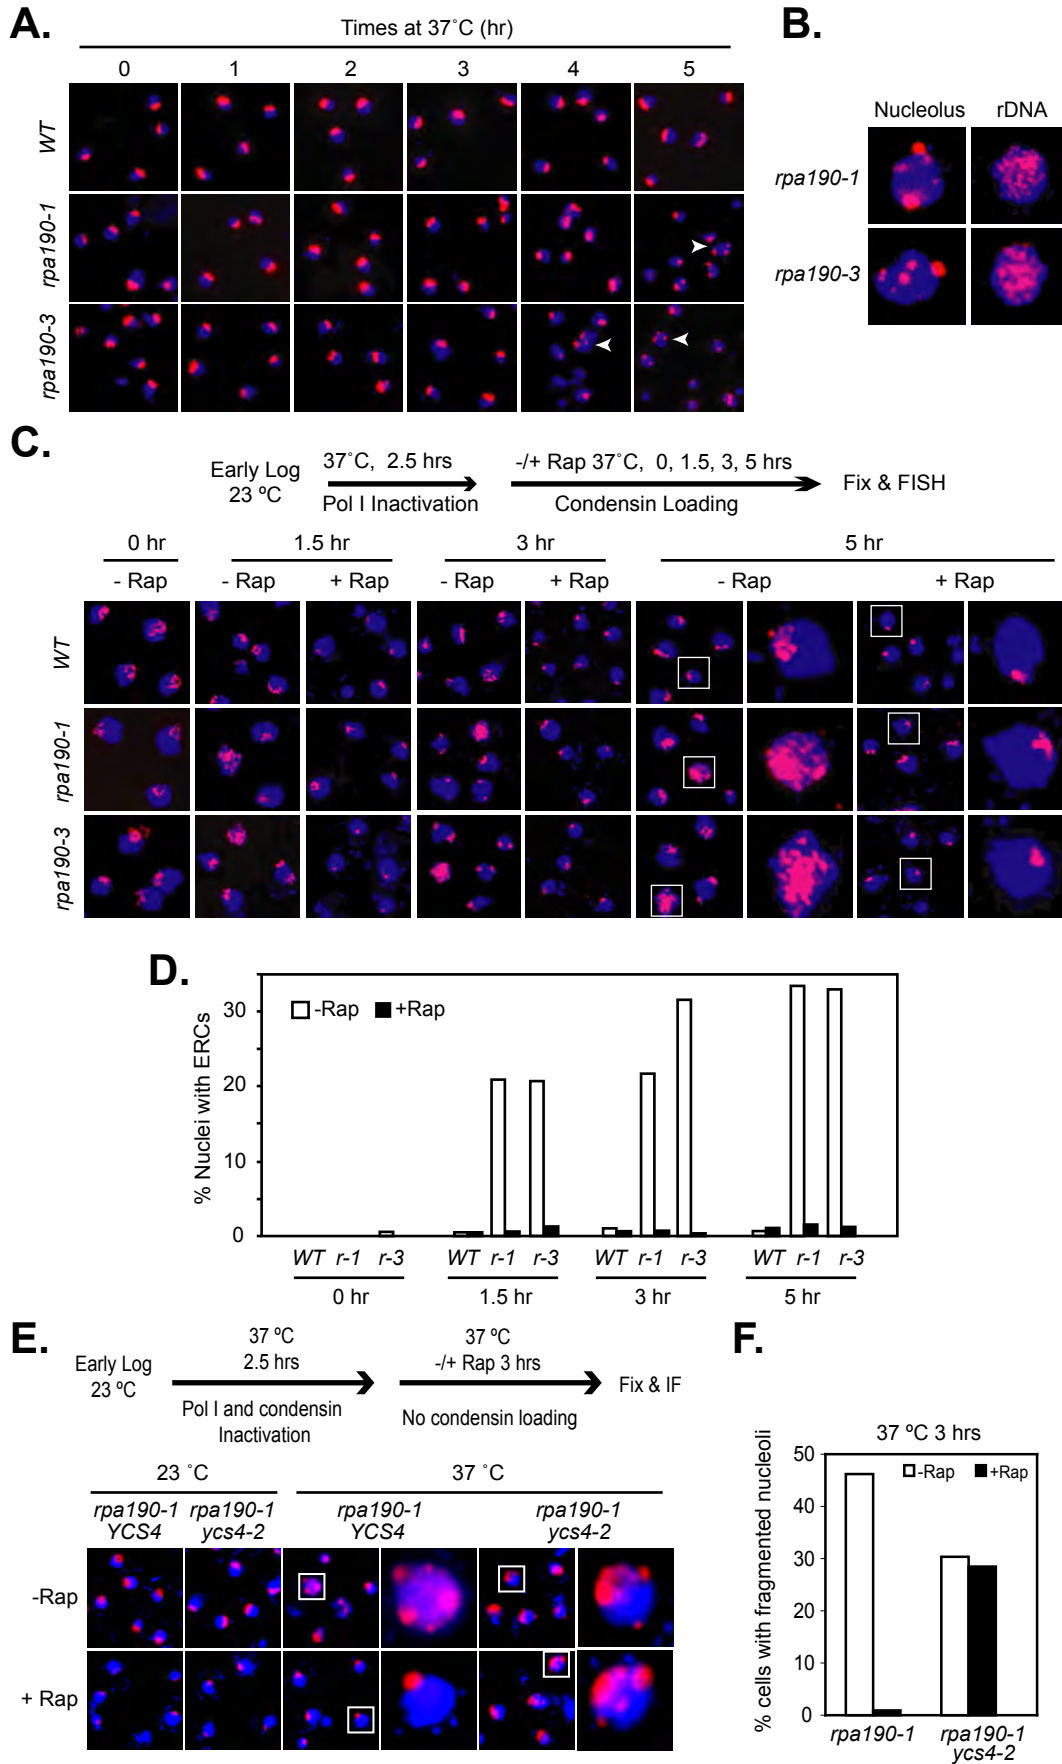 A.
Times at 37˚C (hr)
0 1 2 3 4 5
WT
rpa190-1
rpa190-3
B.
Nucleolus rDNA
rpa190-1
rpa190-3
C.
Early Log
23 ºC
37˚C, 2.5 hrs
Pol I Inactivation
-/+ Rap 37˚C, 0, 1.5, 3, 5 hrs
Condensin Loading
Fix & FISH
0 hr 1.5 hr 3 hr 5 hr
- Rap - Rap + Rap - Rap + Rap - Rap + Rap
WT
rpa190-1
rpa190-3
D.
% Nuclei with ERCs
30
20
10
0
-Rap +Rap
WT r-1 r-3 WT r-1 r-3 WT r-1 r-3 WT r-1 r-3
0 hr 1.5 hr 3 hr 5 hr
E.
Early Log
23 ºC
37 ºC
2.5 hrs
Pol I and condensin
Inactivation
37 ºC
-/+ Rap 3 hrs
No condensin loading
Fix & IF
23 ˚C 37 ˚C
rpa190-1 rpa190-1 rpa190-1 rpa190-1
YCS4 ycs4-2 YCS4 ycs4-2
-Rap
+ Rap
F.
37 ºC 3 hrs
% cells with fragmented nucleoli
50
40
30
20
10
0
-Rap +Rap
rpa190-1 rpa190-1
ycs4-2